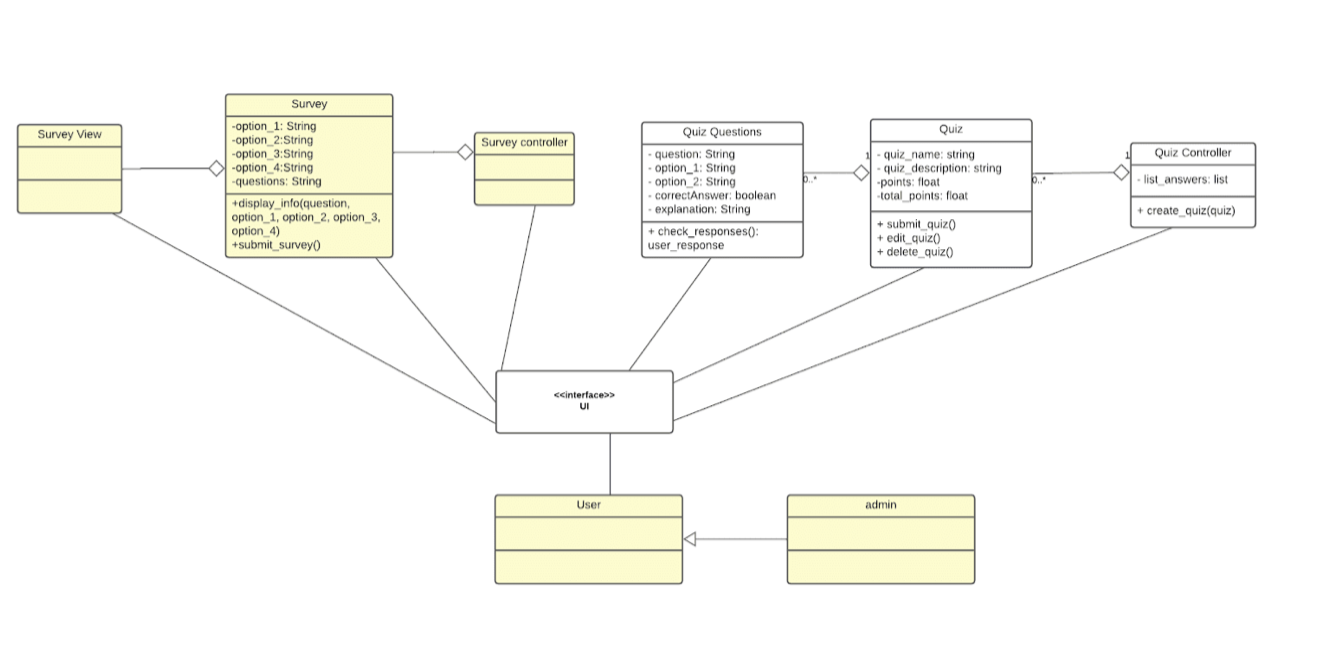 Survey View
Survey
-option_1: String
-option_2:String
-option_3:String
-option_4:String
-questions: String
+display_info(question,
option_1, option_2, option_3,
option_4)
+submit_survey()
Survey controller
Quiz Questions
- question: String
- option_1: String
- option_2: String
- correctAnswer: boolean
- explanation: String
+ check_responses():
user_response
0..*
1
Quiz
- quiz_name: string
- quiz_description: string
-points: float
-total_points: float
+ submit_quiz()
+ edit_quiz()
+ delete_quiz()
0..*
1
Quiz Controller
- list_answers: list
+ create_quiz(quiz)
<<interface>>
UI
User
admin